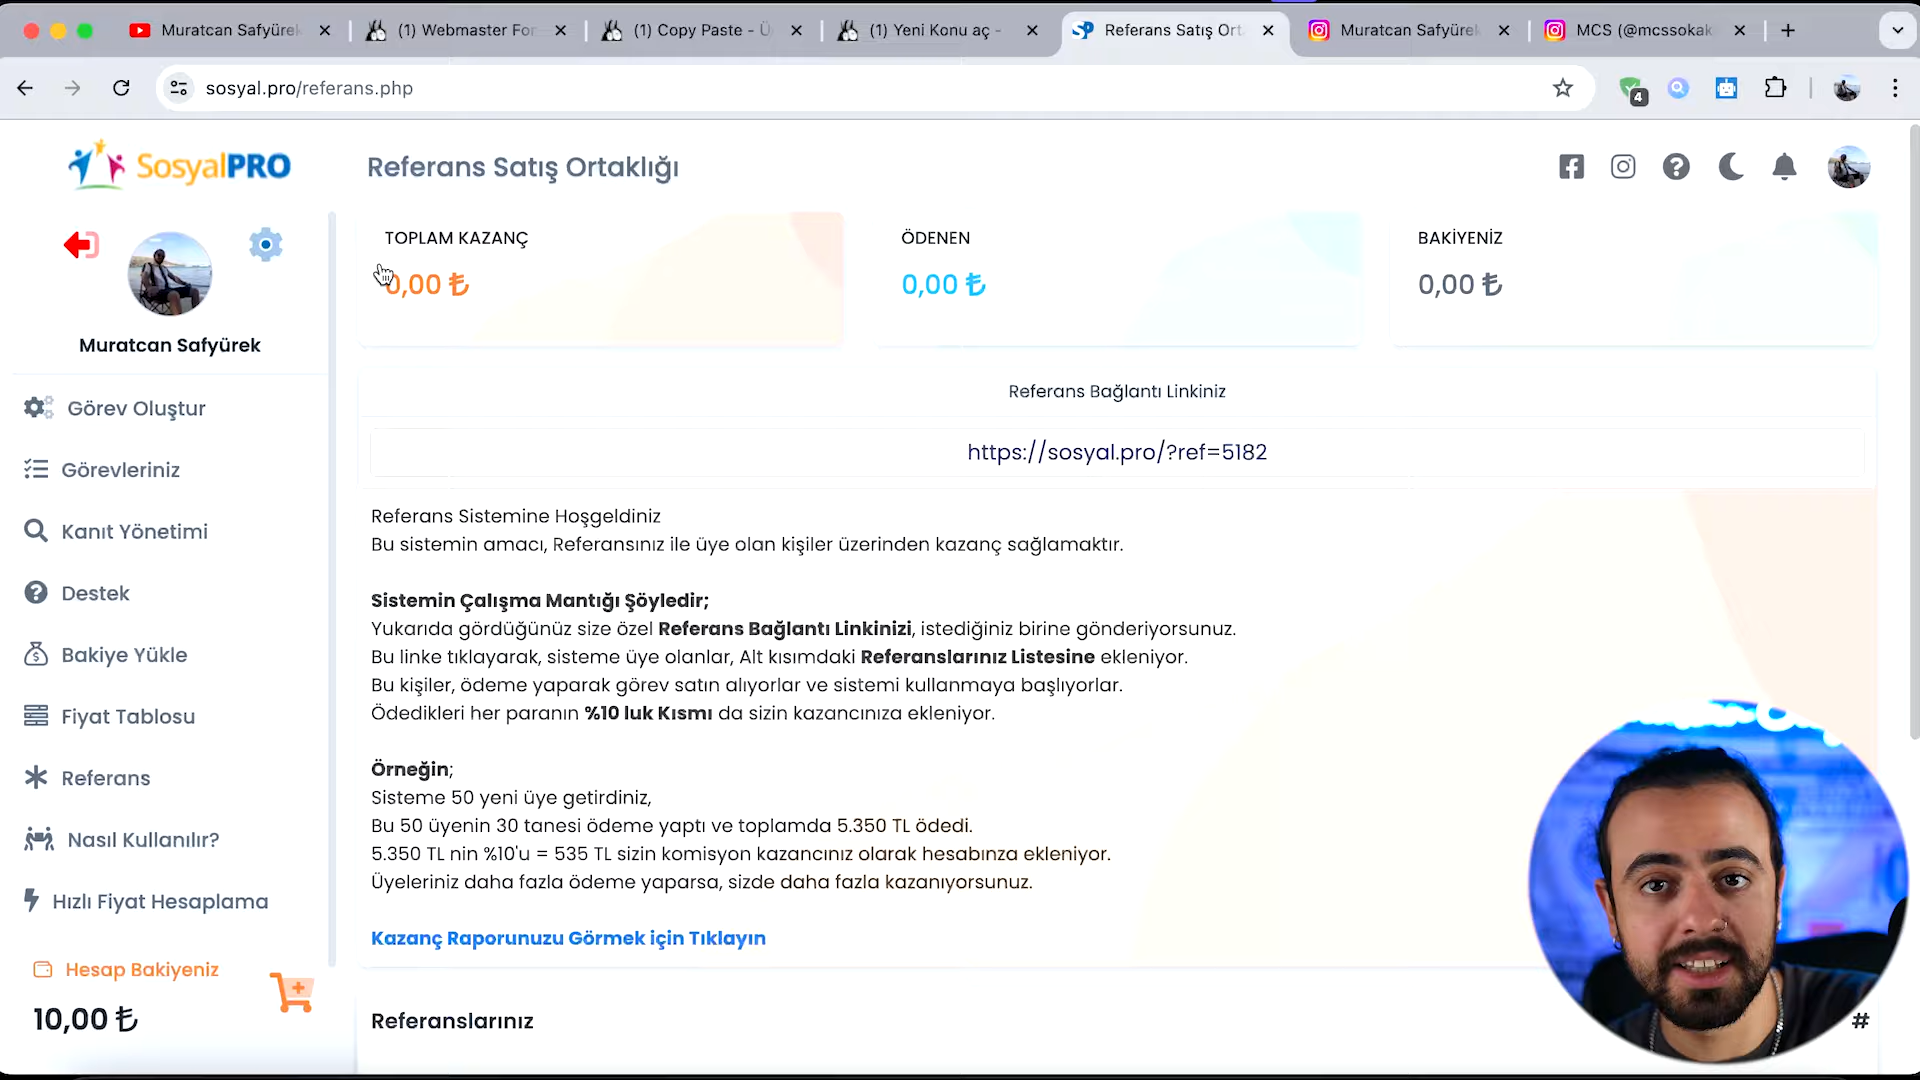 Muratcan Safyürek
(1) Webmaster For
(1) Copy Paste - Ü
(1) Yeni Konu aç -
Referans Satış Ort
Muratcan Safyürek
MCS (@mcssokak
sosyal.pro/referans.php
4
SosyalPRO
Referans Satış Ortaklığı
TOPLAM KAZANÇ
0,00 ₺
ÖDENEN
0,00 ₺
BAKİYENİZ
0,00 ₺
Muratcan Safyürek
Görev Oluştur
Görevleriniz
Kanıt Yönetimi
Destek
Bakiye Yükle
Fiyat Tablosu
Referans
Nasıl Kullanılır?
Hızlı Fiyat Hesaplama
Hesap Bakiyeniz
10,00 ₺
Referans Bağlantı Linkiniz
https://sosyal.pro/?ref=5182
Referans Sistemine Hoşgeldiniz
Bu sistemin amacı, Referansınız ile üye olan kişiler üzerinden kazanç sağlamaktır.
Sistemin Çalışma Mantığı Şöyledir;
Yukarıda gördüğünüz size özel Referans Bağlantı Linkinizi, istediğiniz birine gönderiyorsunuz.
Bu linke tıklayarak, sisteme üye olanlar, Alt kısımdaki Referanslarınız Listesine ekleniyor.
Bu kişiler, ödeme yaparak görev satın alıyorlar ve sistemi kullanmaya başlıyorlar.
Ödedikleri her paranın %10 luk Kısmı da sizin kazancınıza ekleniyor.
Örneğin;
Sisteme 50 yeni üye getirdiniz,
Bu 50 üyenin 30 tanesi ödeme yaptı ve toplamda 5.350 TL ödedi.
5.350 TL nin %10'u = 535 TL sizin komisyon kazancınız olarak hesabınza ekleniyor.
Üyeleriniz daha fazla ödeme yaparsa, sizde daha fazla kazanıyorsunuz.
Kazanç Raporunuzu Görmek için Tıklayın
Referanslarınız
#